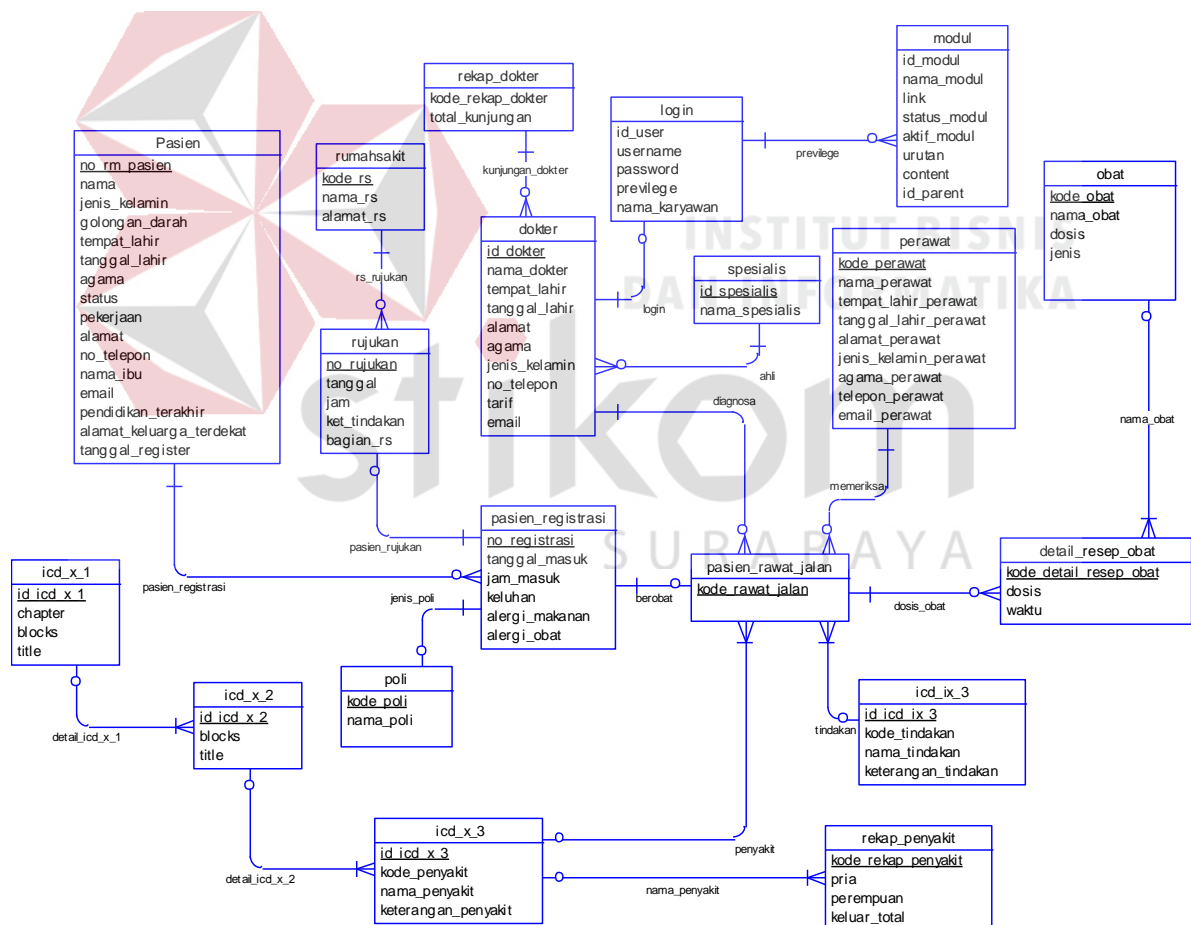 modul
id_modul
nama_modul
link
status_modul
aktif_modul
urutan
content
id_parent
rekap_dokter
kode_rekap_dokter
total_kunjungan
login
id_user
username
password
previlege
nama_karyawan
previlege
Pasien
no_rm_pasien
nama
jenis_kelamin
golongan_darah
tempat_lahir
tanggal_lahir
agama
status
pekerjaan
alamat
no_telepon
nama_ibu
email
pendidikan_terakhir
alamat_keluarga_terdekat
tanggal_register
rumahsakit
kode_rs
nama_rs
alamat_rs
kunjungan_dokter
obat
kode_obat
nama_obat
dosis
jenis
dokter
id_dokter
nama_dokter
tempat_lahir
tanggal_lahir
alamat
agama
jenis_kelamin
no_telepon
tarif
email
INSTITUT BISNIS
DAN INFORMATIKA
perawat
kode_perawat
nama_perawat
tempat_lahir_perawat
tanggal_lahir_perawat
alamat_perawat
jenis_kelamin_perawat
agama_perawat
telepon_perawat
email_perawat
spesialis
id_spesialis
nama_spesialis
rs_rujukan
login
rujukan
no_rujukan
tanggal
jam
ket_tindakan
bagian_rs
ahli
diagnosa
nama_obat
stikom
SURABAYA
memeriksa
pasien_registrasi
no_registrasi
tanggal_masuk
jam_masuk
keluhan
alergi_makanan
alergi_obat
pasien_rujukan
pasien_registrasi
jenis_poli
berobat
pasien_rawat_jalan
kode_rawat_jalan
dosis_obat
detail_resep_obat
kode_detail_resep_obat
dosis
waktu
icd_x_1
id_icd_x_1
chapter
blocks
title
poli
kode_poli
nama_poli
icd_x_2
id_icd_x_2
blocks
title
detail_icd_x_1
icd_ix_3
id_icd_ix_3
kode_tindakan
nama_tindakan
keterangan_tindakan
tindakan
icd_x_3
id_icd_x_3
kode_penyakit
nama_penyakit
keterangan_penyakit
detail_icd_x_2
penyakit
nama_penyakit
rekap_penyakit
kode_rekap_penyakit
pria
perempuan
keluar_total